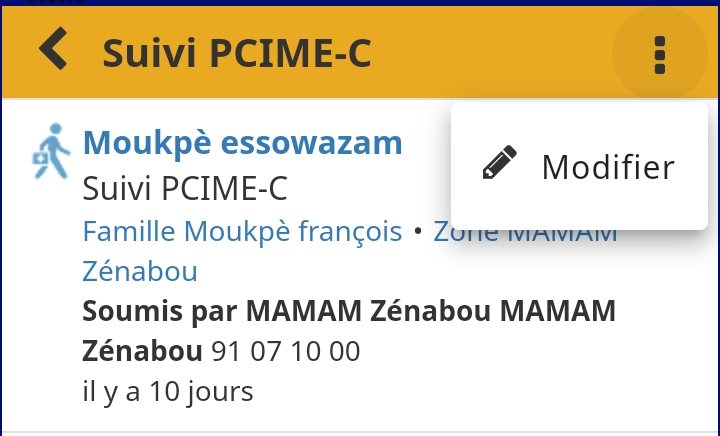 Suivi PCIME-C
Modifier
Moukpè essowazam
Suivi PCIME-C
Famille Moukpè françois • Zone MAMAM
Zénabou
Soumis par MAMAM Zénabou MAMAM
Zénabou 91 07 10 00
il y a 10 jours